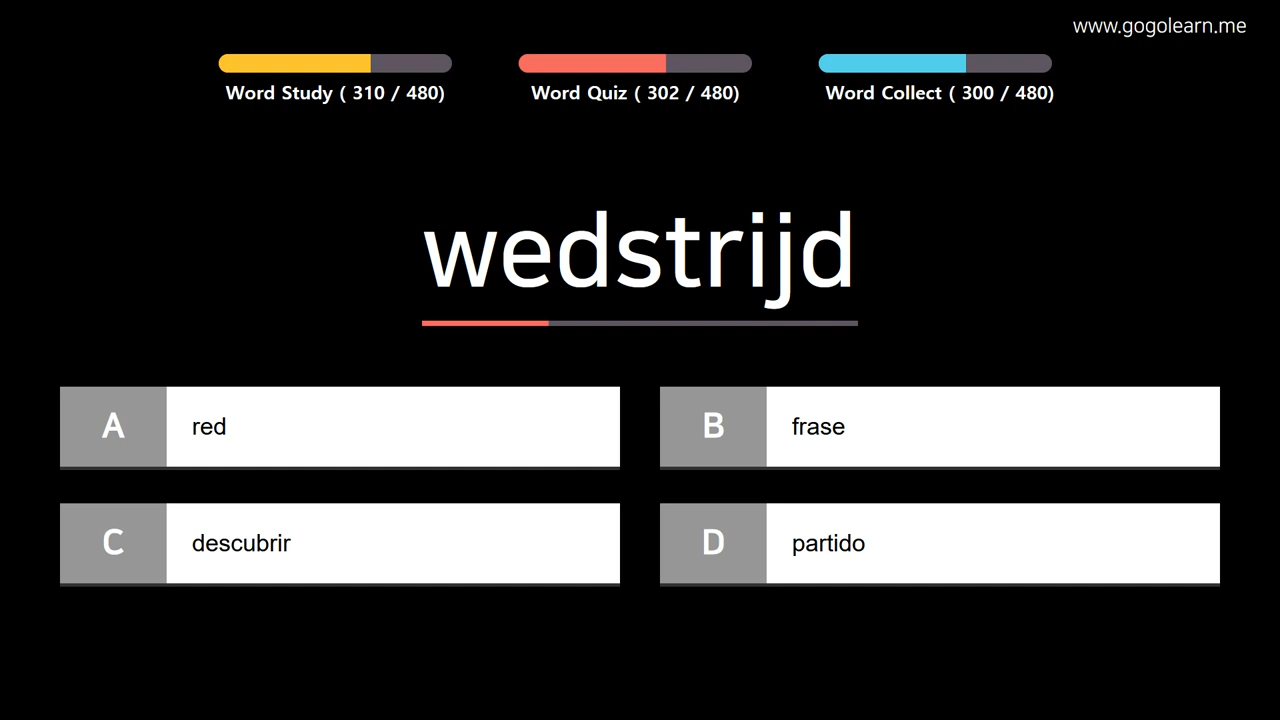 www.gogolearn.me
Word Study ( 310 / 480)
Word Quiz ( 302 / 480)
Word Collect ( 300 / 480)
wedstrijd
A red
B frase
C descubrir
D partido